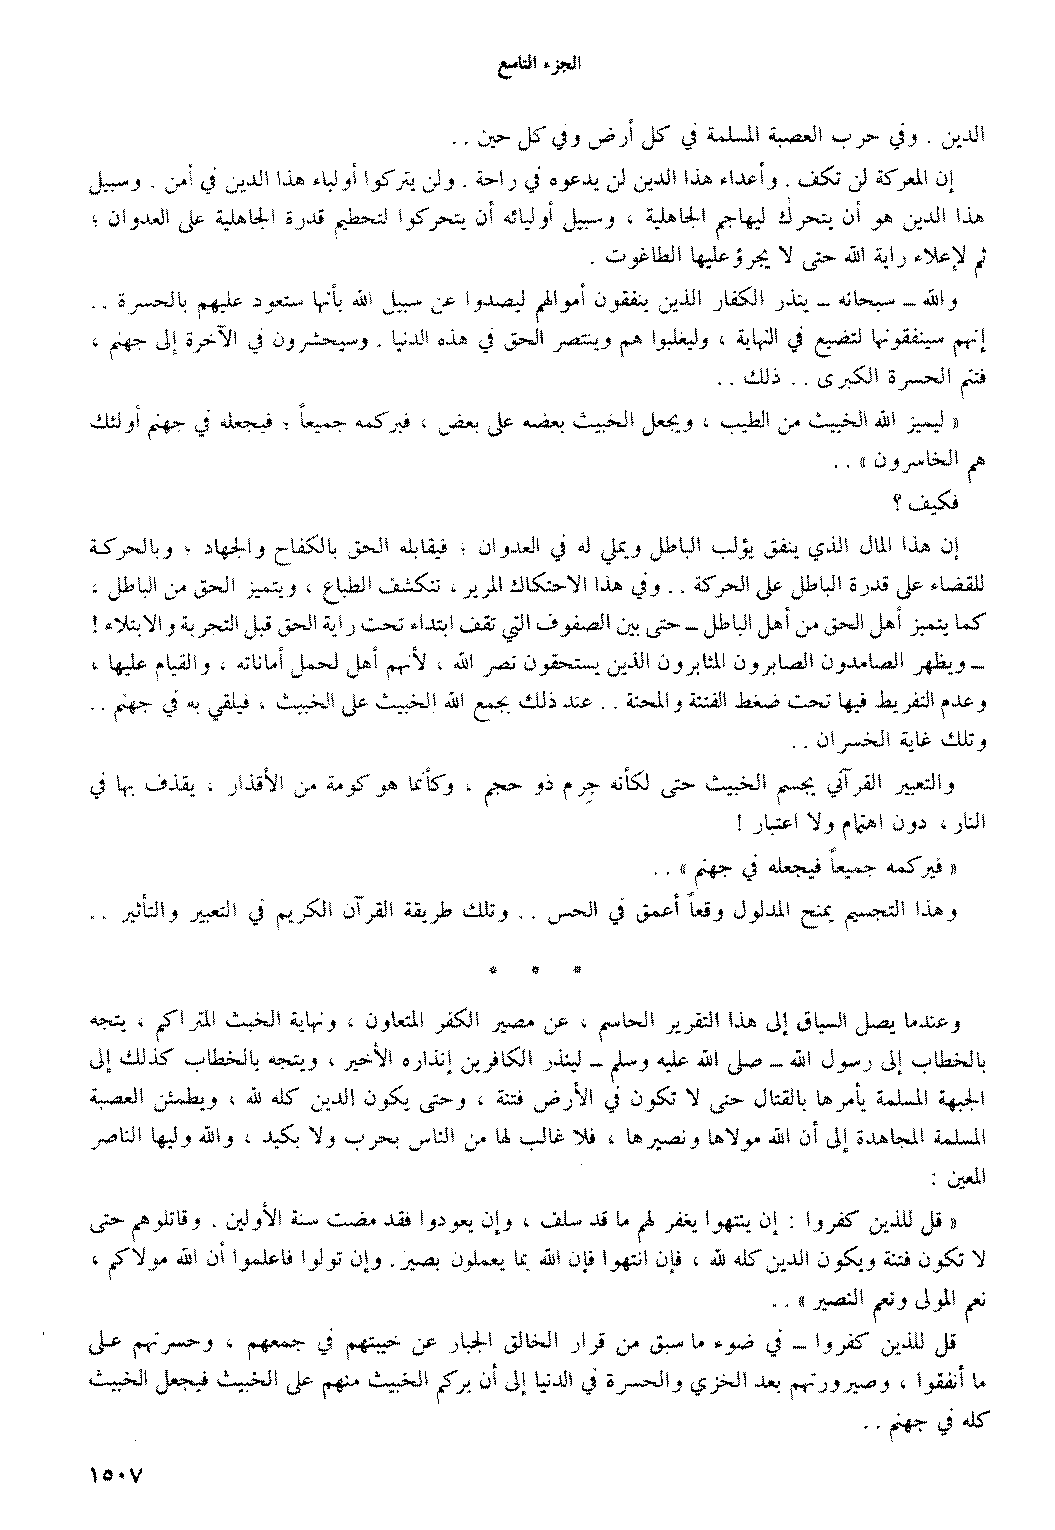 الجزء التاسع
الدين . وفي حرب العصبة المسلمة في كل أرض وفي كل حين . .
إن المعركة لن تكف . وأعداء هذا الدين لن يدعوه في راحة . ولن يتركوا أولياء هذا الدين في أمن . وسبيل
هذا الدين هو أن يتحرك ليهاجم الجاهلية ، وسبيل أوليائه أن يتحركوا لتحطيم قدرة الجاهلية على العدوان ؛
ثم لإعلاء راية الله حتى لا يجرؤ عليها الطاغوت .
والله – سبحانه – ينذر الكفار الذين ينفقون أموالهم ليصدوا عن سبيل الله بأنها ستعود عليهم بالحسرة . .
إنهم سينفقونها لتضيع في النهاية ، وليغلبوا هم وينتصر الحق في هذه الدنيا . وسيحشرون في الآخرة إلى جهنم ،
فتتم الحسرة الكبرى . . ذلك . .
« ليميز الله الخبيث من الطيب ، ويجعل الخبيث بعضه على بعض ، فيركمه جميعاً ؛ فيجعله في جهنم أولئك
هم الخاسرون » . .
فكيف ؟
إن هذا المال الذي ينفق يؤلب الباطل ويملي له في العدوان ؛ فيقابله الحق بالكفاح والجهاد ؛ وبالحركة
للقضاء على قدرة الباطل على الحركة . . وفي هذا الاحتكاك المرير ، تنكشف الطباع ، ويتميز الحق من الباطل ،
كما يتميز أهل الحق من أهل الباطل – حتى بين الصفوف التي تقف ابتداء تحت راية الحق قبل التجربة والابتلاء !
– ويظهر الصامدون الصابرون المثابرون الذين يستحقون نصر الله ، لأنهم أهل لحمل أماناته ، والقيام عليها ،
وعدم التفريط فيها تحت ضغط الفتنة والمحنة . . عند ذلك يجمع الله الخبيث على الخبيث ، فيلقي به في جهنم . .
وتلك غاية الخسران . .
والتعبير القرآني يجسم الخبيث حتى لكأنه جِرم ذو حجم ، وكأنما هو كومة من الأقذار ، يقذف بها في
النار ، دون اهتمام ولا اعتبار !
« فيركمه جميعاً فيجعله في جهنم » . .
وهذا التجسيم يمنح المدلول وقعاً أعمق في الحس . . وتلك طريقة القرآن الكريم في التعبير والتأثير . .
* * *
وعندما يصل السياق إلى هذا التقرير الحاسم ، عن مصير الكفر المتعاون ، ونهاية الخبث المتراكم ، يتجه
بالخطاب إلى رسول الله – صلى الله عليه وسلم – لينذر الكافرين إنذاره الأخير ، ويتجه بالخطاب كذلك إلى
الجبهة المسلمة يأمرها بالقتال حتى لا تكون في الأرض فتنة ، وحتى يكون الدين كله لله ، ويطمئن العصبة
المسلمة المجاهدة إلى أن الله مولاها ونصيرها ، فلا غالب لها من الناس بحرب ولا بكيد ، والله وليها الناصر
المعين :
« قل للذين كفروا : إن ينتهوا يغفر لهم ما قد سلف ، وإن يعودوا فقد مضت سنة الأولين . وقاتلوهم حتى
لا تكون فتنة ويكون الدين كله لله ، فإن انتهوا فإن الله بما يعملون بصير . وإن تولوا فاعلموا أن الله مولاكم ،
نعم المولى ونعم النصير » . .
قل للذين كفروا – في ضوء ما سبق من قرار الخالق الجبار عن خيبتهم في جمعهم ، وحسرتهم على
ما أنفقوا ، وصيرورتهم بعد الخزي والحسرة في الدنيا إلى أن يركم الخبيث منهم على الخبيث فيجعل الخبيث
كله في جهنم . .
١٥٠٧